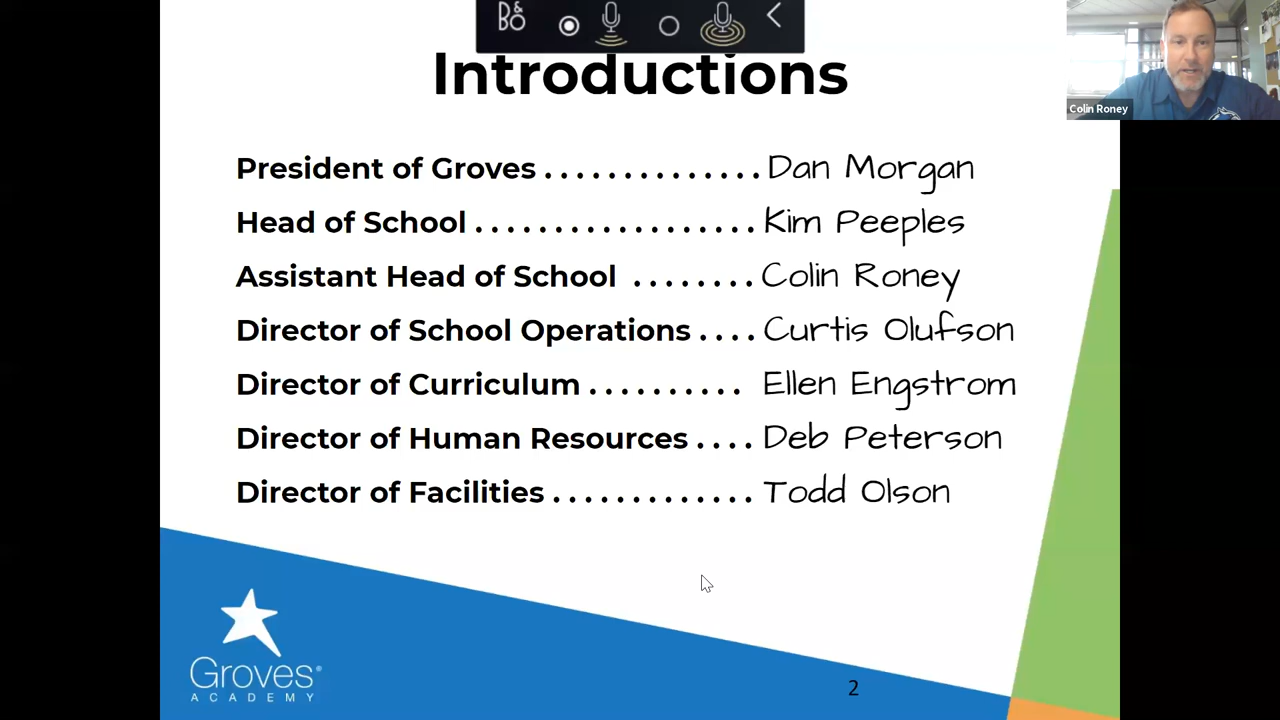 B&O
Introductions
Colin Roney
President of Groves . . . . . . . . . . . . . . Dan Morgan
Head of School . . . . . . . . . . . . . . . . . . Kim Peeples
Assistant Head of School . . . . . . . . Colin Roney
Director of School Operations . . . . Curtis Olufson
Director of Curriculum . . . . . . . . . . Ellen Engstrom
Director of Human Resources . . . . Deb Peterson
Director of Facilities . . . . . . . . . . . . . Todd Olson
Groves®
ACADEMY
2